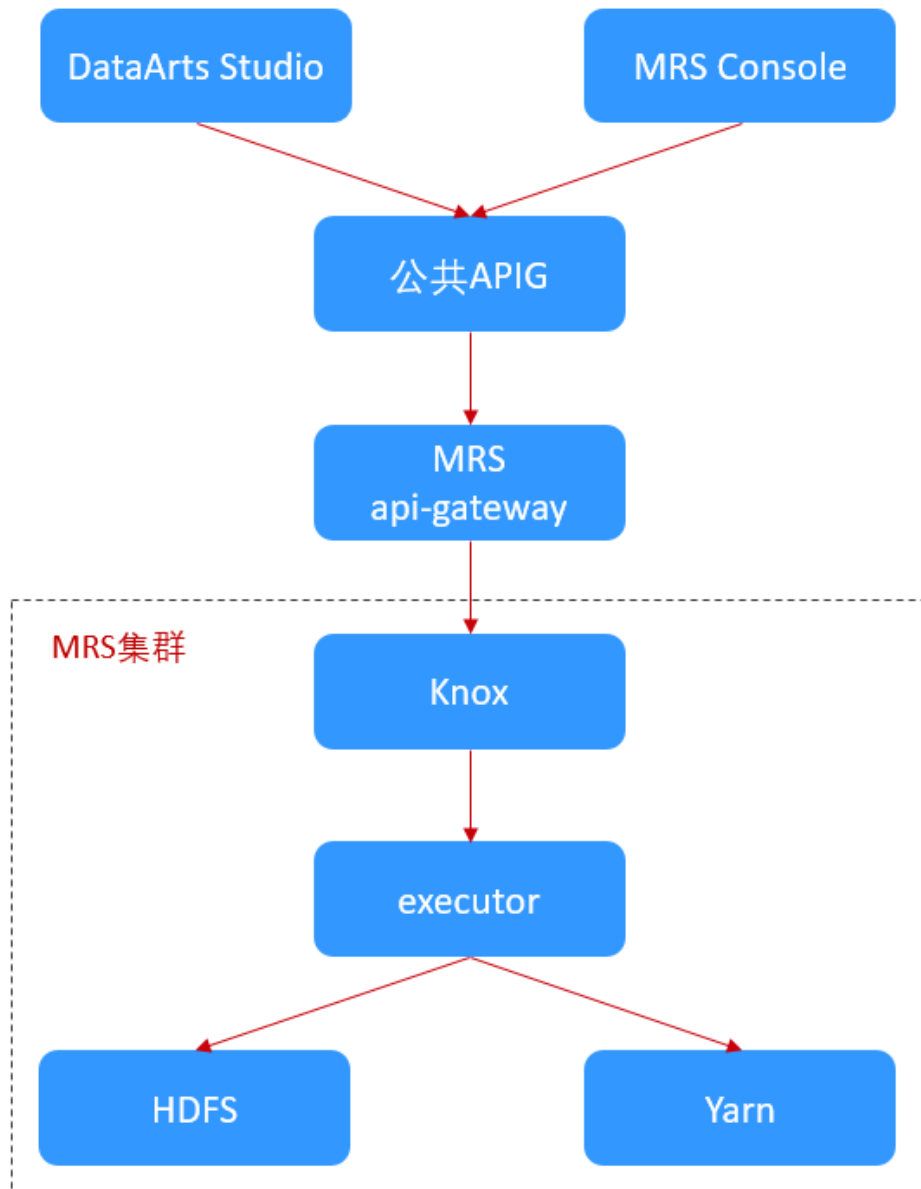 DataArts Studio
MRS Console
公共APIG
MRS
api-gateway
MRS集群
Knox
executor
HDFS
Yarn